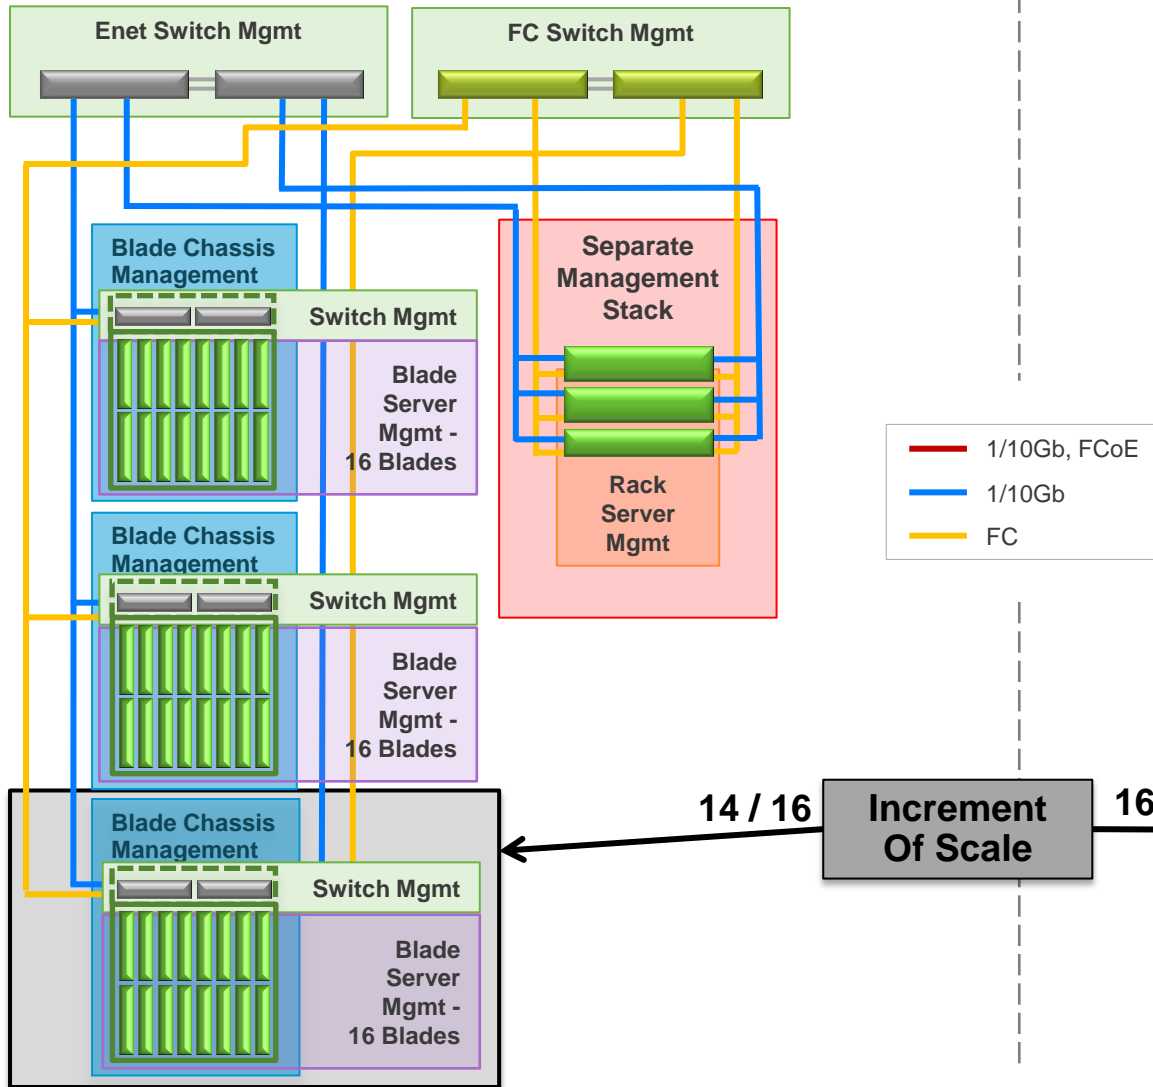 Enet Switch Mgmt
FC Switch Mgmt
Blade Chassis
Management
Switch Mgmt
Blade
Server
Mgmt -
16 Blades
Separate
Management
Stack
Rack
Server
Mgmt
1/10Gb, FCoE
1/10Gb
FC
Blade Chassis
Management
Switch Mgmt
Blade
Server
Mgmt -
16 Blades
14 / 16
Increment
Of Scale
16
Blade Chassis
Management
Switch Mgmt
Blade
Server
Mgmt -
16 Blades